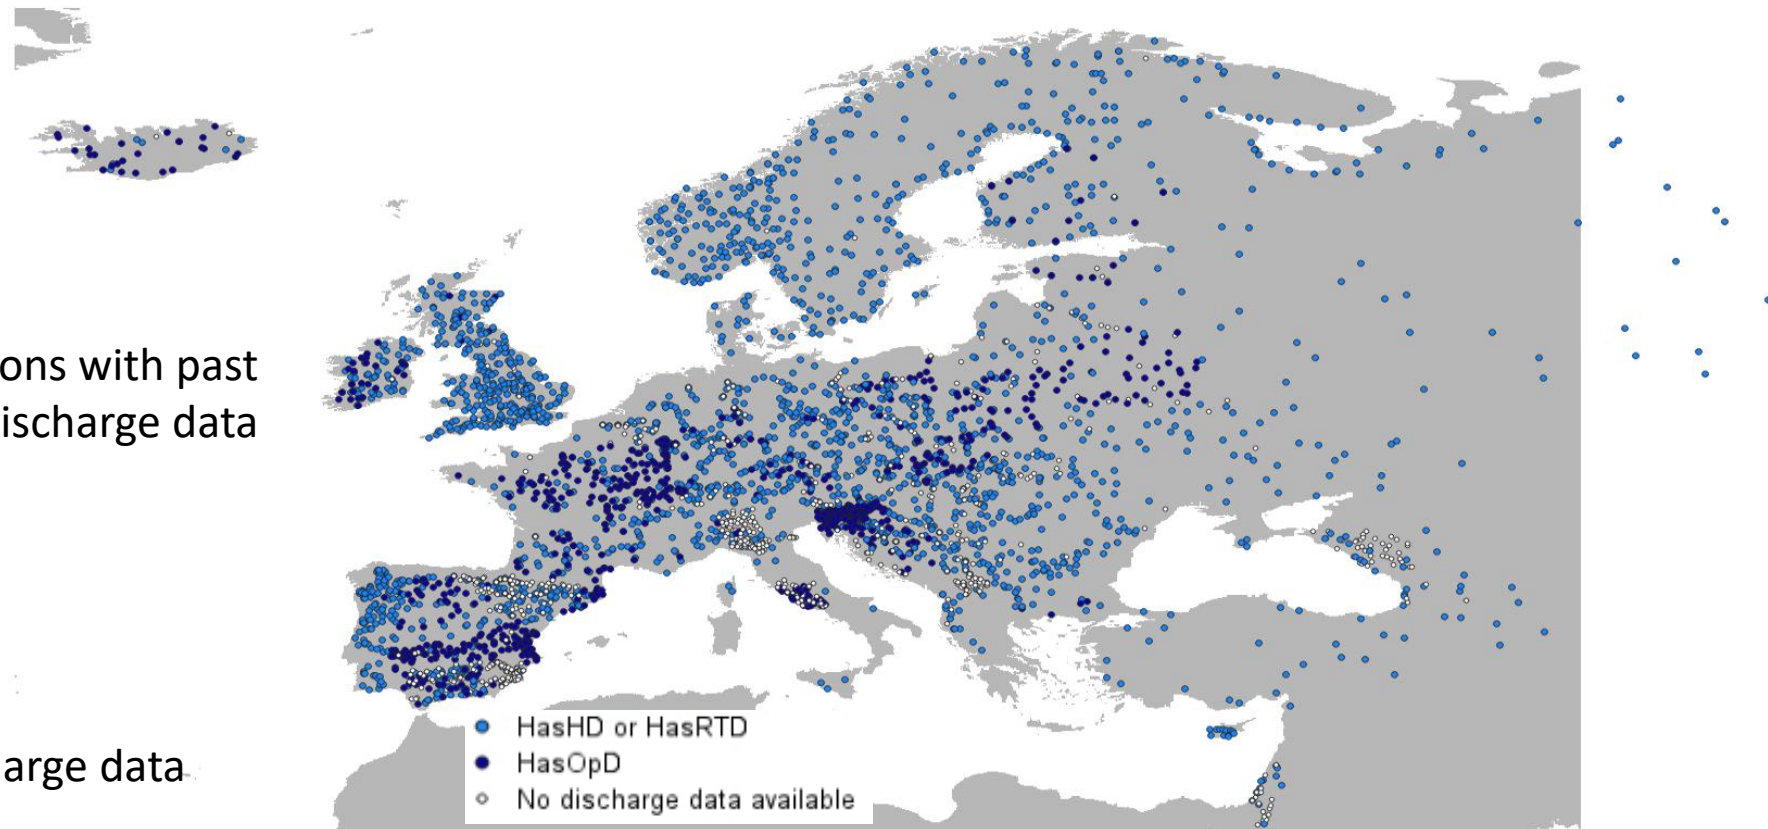 ons with past
ischarge data
arge data
HasHD or HasRTD
HasOpD
No discharge data available